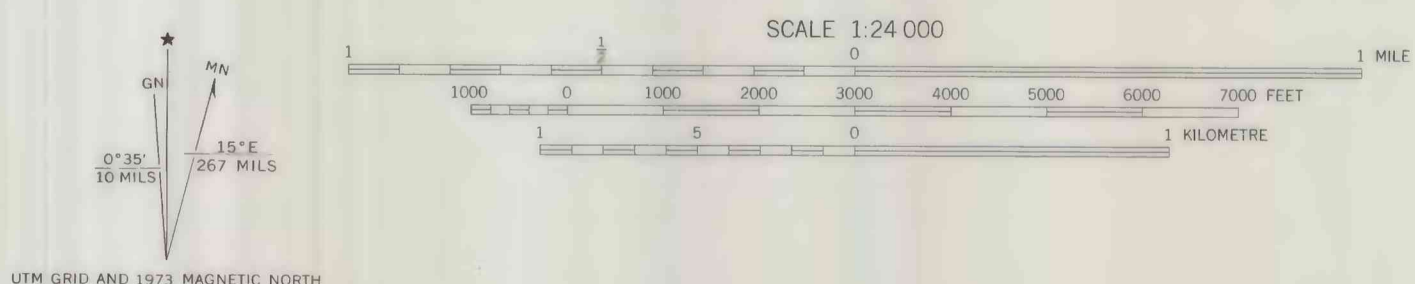 SCALE 1:24 000
1 1/2 0 1 MILE
1000 0 1000 2000 3000 4000 5000 6000 7000 FEET
1 5 0 1 KILOMETRE
GN MN
0°35' 15°E
10 MILS 267 MILS
UTM GRID AND 1973 MAGNETIC NORTH